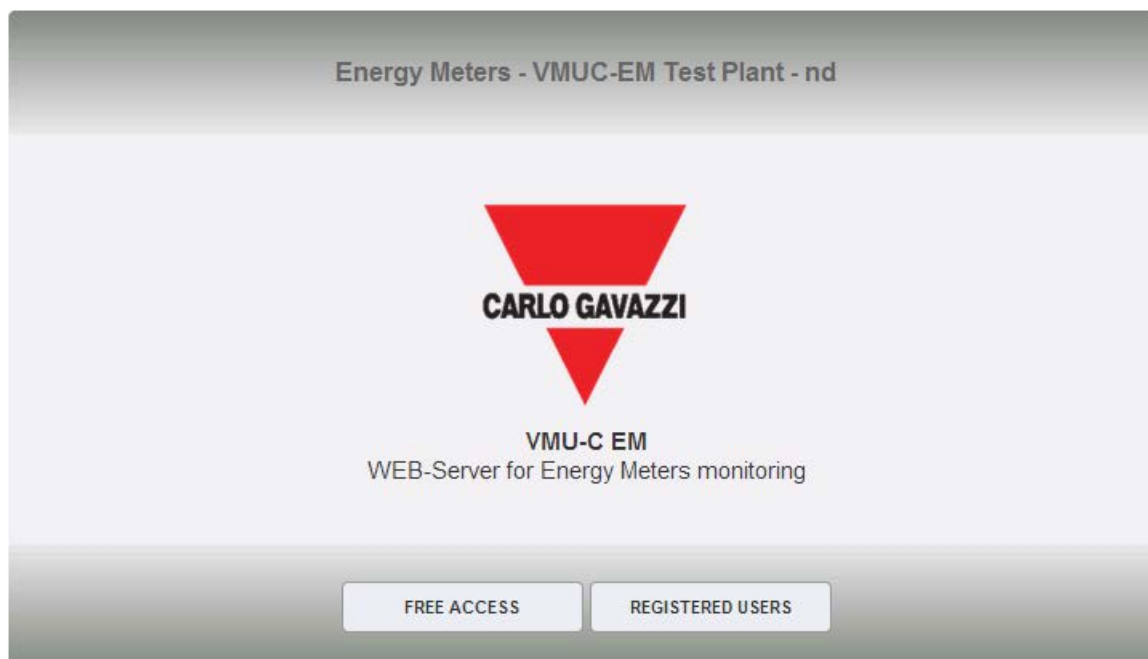 Energy Meters - VMUC-EM Test Plant - nd
CARLO GAVAZZI
VMU-C EM
WEB-Server for Energy Meters monitoring
FREE ACCESS
REGISTERED USERS